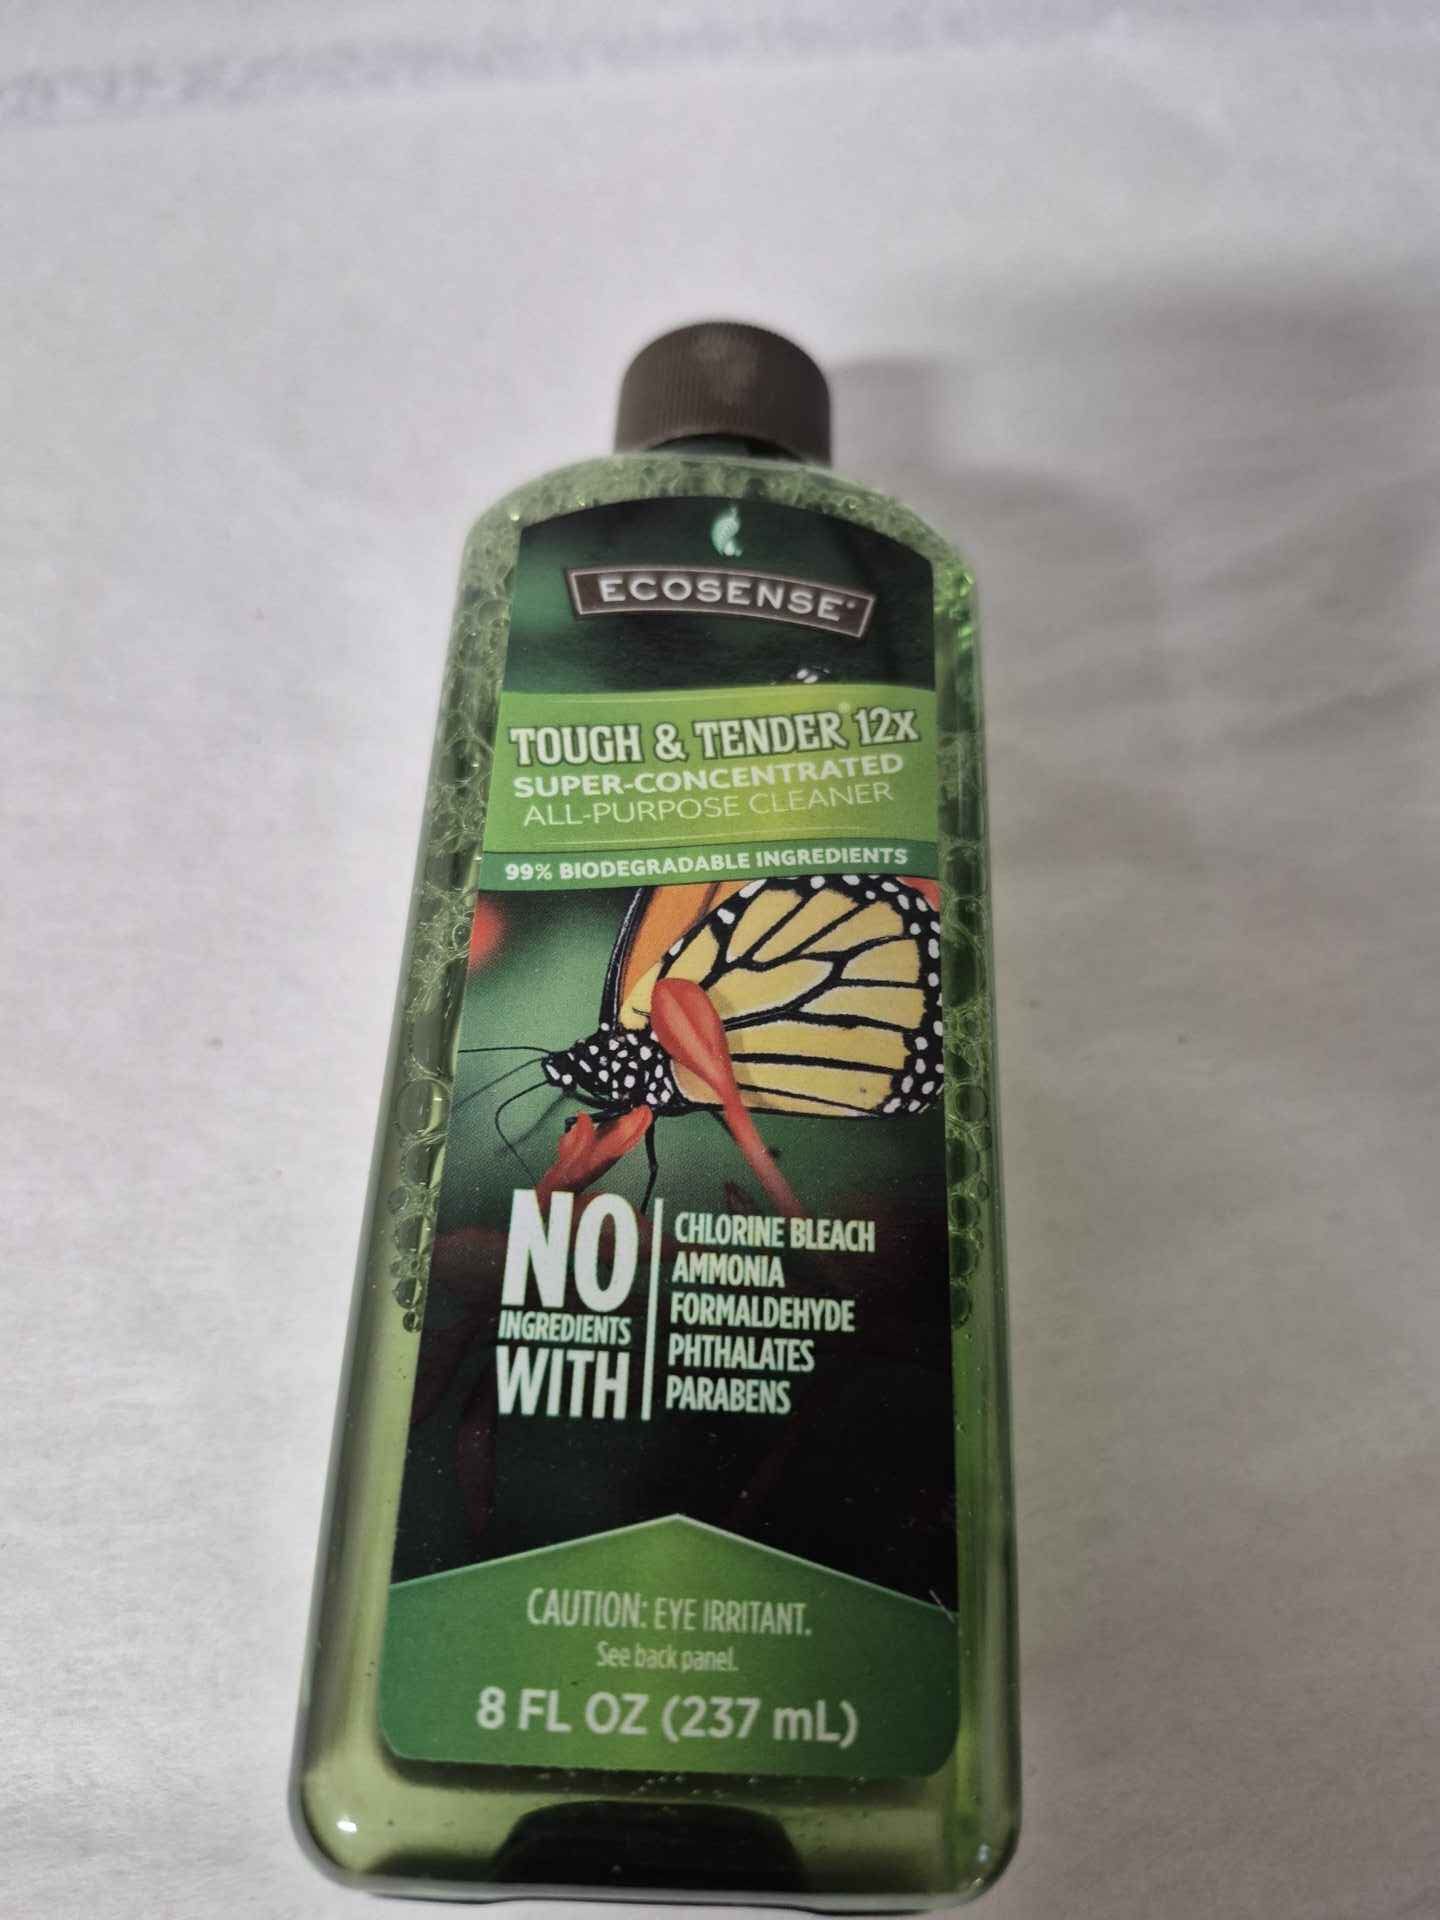 ECOSENSE®
TOUGH & TENDER® 12X
SUPER-CONCENTRATED
ALL-PURPOSE CLEANER
99% BIODEGRADABLE INGREDIENTS
NO
INGREDIENTS
WITH
CHLORINE BLEACH
AMMONIA
FORMALDEHYDE
PHTHALATES
PARABENS
CAUTION: EYE IRRITANT.
See back panel.
8 FL OZ (237 mL)